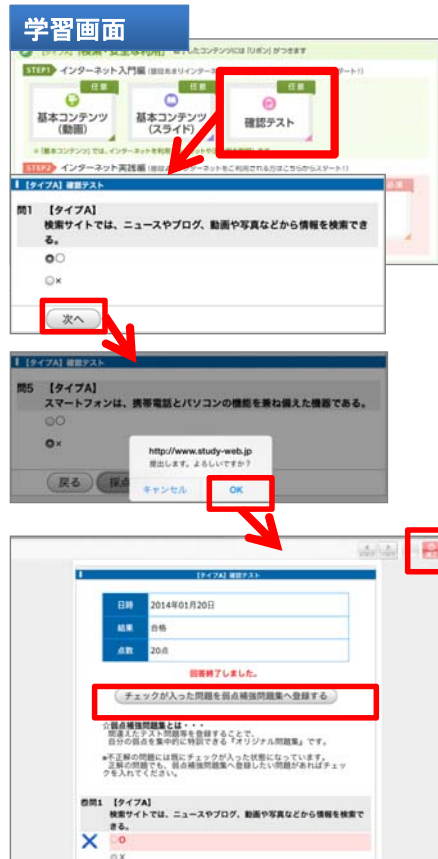 学習画面
したコンテンツには「リボン」がつきます
STEP1 インターネット入門編
任意
任意
任意
基本コンテンツ
(動画)
基本コンテンツ
(スライド)
確認テスト
STEP2 インターネット実践編
【タイプA】確認テスト
問1 【タイプA】
検索サイトでは、ニュースやブログ、動画や写真などから情報を検索でき
る。
○
×
次へ
【タイプA】確認テスト
問5 【タイプA】
スマートフォンは、携帯電話とパソコンの機能を兼ね備えた機器である。
○
×
http://www.study-web.jp
提出します。よろしいですか?
キャンセル OK
戻る 採点
【タイプA】確認テスト
日時 2014年01月20日
結果 合格
点数 20点
回答終了しました。
チェックが入った問題を弱点補強問題集へ登録する
☆弱点補強問題集とは・・・
間違えたテスト問題等を登録することで、
自分の弱点を集中的に特訓できる『オリジナル問題集』です。
※不正解の問題には既にチェックが入った状態になっています。
正解の問題でも、弱点補強問題集へ登録したい問題があればチェッ
クを入れてください。
問1 【タイプA】
検索サイトでは、ニュースやブログ、動画や写真などから情報を検索で
きる。
○
×